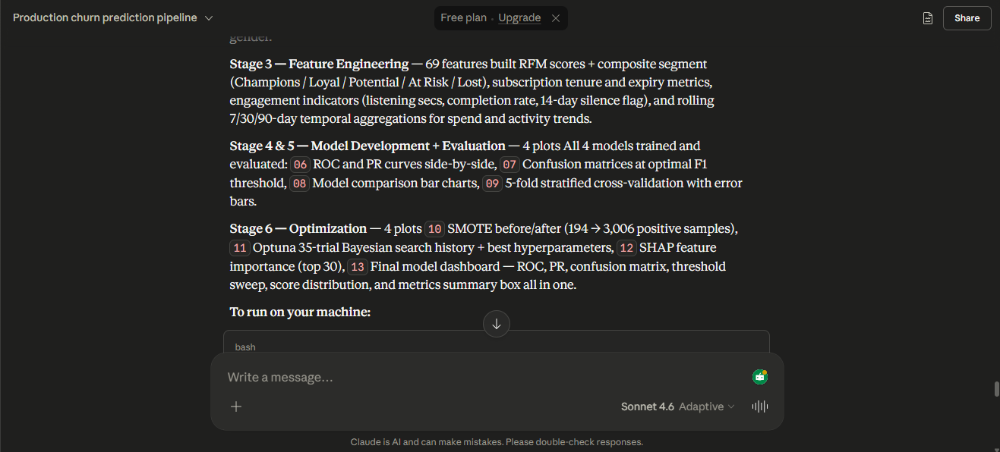 Production churn prediction pipeline
Free plan · Upgrade
Share
gender.
Stage 3 — Feature Engineering — 69 features built RFM scores + composite segment
(Champions / Loyal / Potential / At Risk / Lost), subscription tenure and expiry metrics,
engagement indicators (listening secs, completion rate, 14-day silence flag), and rolling
7/30/90-day temporal aggregations for spend and activity trends.
Stage 4 & 5 — Model Development + Evaluation — 4 plots All 4 models trained and
evaluated: 06 ROC and PR curves side-by-side, 07 Confusion matrices at optimal F1
threshold, 08 Model comparison bar charts, 09 5-fold stratified cross-validation with error
bars.
Stage 6 — Optimization — 4 plots 10 SMOTE before/after (194 → 3,006 positive samples),
11 Optuna 35-trial Bayesian search history + best hyperparameters, 12 SHAP feature
importance (top 30), 13 Final model dashboard — ROC, PR, confusion matrix, threshold
sweep, score distribution, and metrics summary box all in one.
To run on your machine:
bash
Write a message…
Sonnet 4.6 Adaptive
Claude is AI and can make mistakes. Please double-check responses.